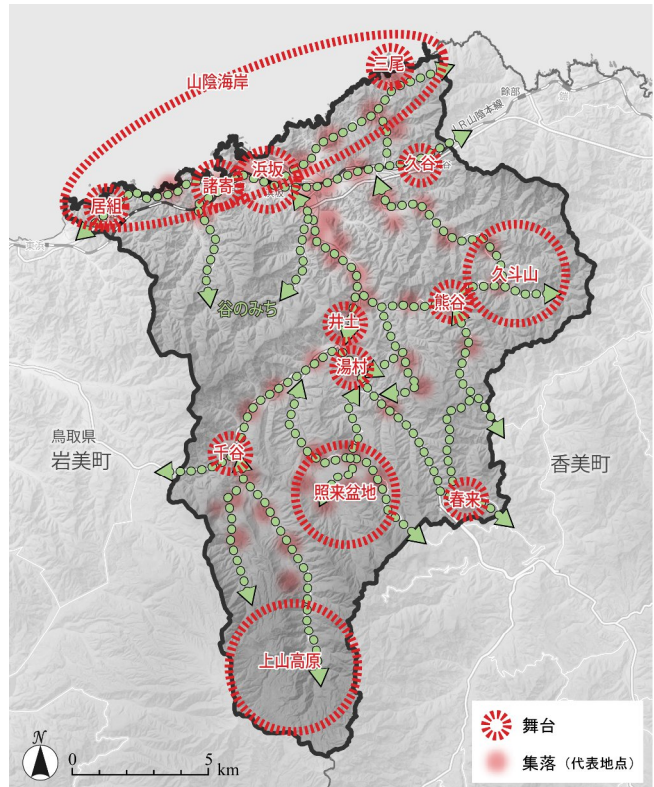 三尾
山陰海岸
幹部
JR山陰本線
浜坂
久谷
諸寄
居組
久斗山
谷のみち
熊谷
井土
湯村
鳥取県
岩美町
千谷
香美町
照来盆地
春来
上山高原
舞台
集落（代表地点）
N
0 5
km